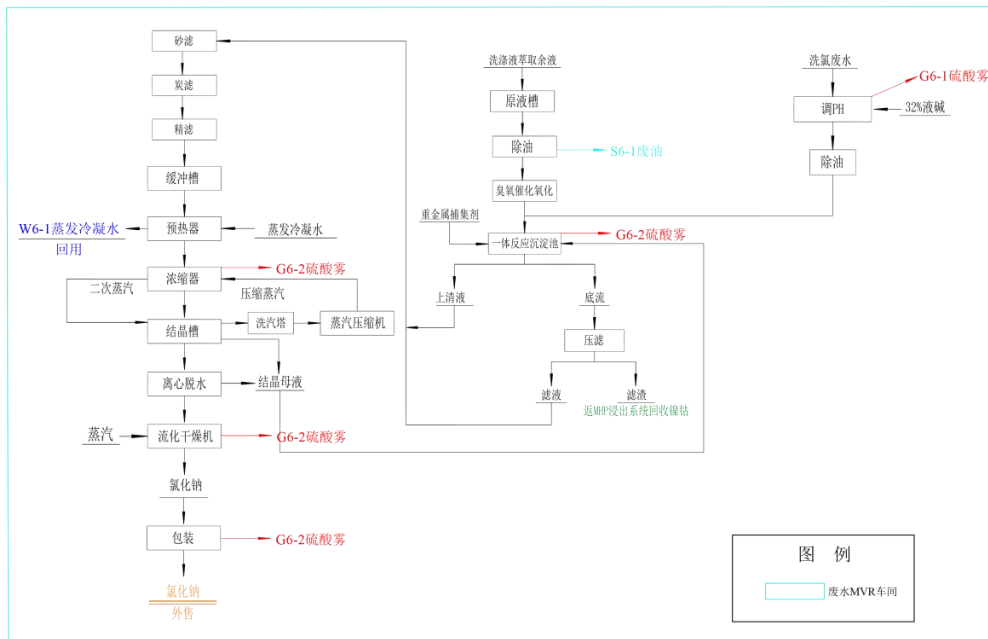 砂滤
炭滤
精滤
缓冲槽
预热器
蒸发冷凝水
W6-1蒸发冷凝水
回用
浓缩器
G6-2硫酸雾
二次蒸汽
压缩蒸汽
结晶槽
洗汽塔
蒸汽压缩机
离心脱水
结晶母液
蒸汽
流化干燥机
G6-2硫酸雾
氯化钠
包装
G6-2硫酸雾
氯化钠
外售
洗涤液萃取余液
原液槽
除油
S6-1废油
臭氧催化氧化
重金属捕集剂
一体反应沉淀池
G6-2硫酸雾
上清液
底流
压滤
滤液
滤渣
返MHP浸出系统回收镍钴
洗氯废水
G6-1硫酸雾
调PH
32%液碱
除油
图 例
废水MVR车间